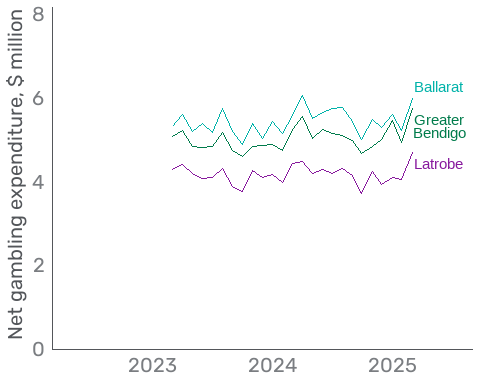 Net gambling expenditure, $ million
8
6
4
2
0
2023
2024
2025
Ballarat
Greater
Bendigo
Latrobe